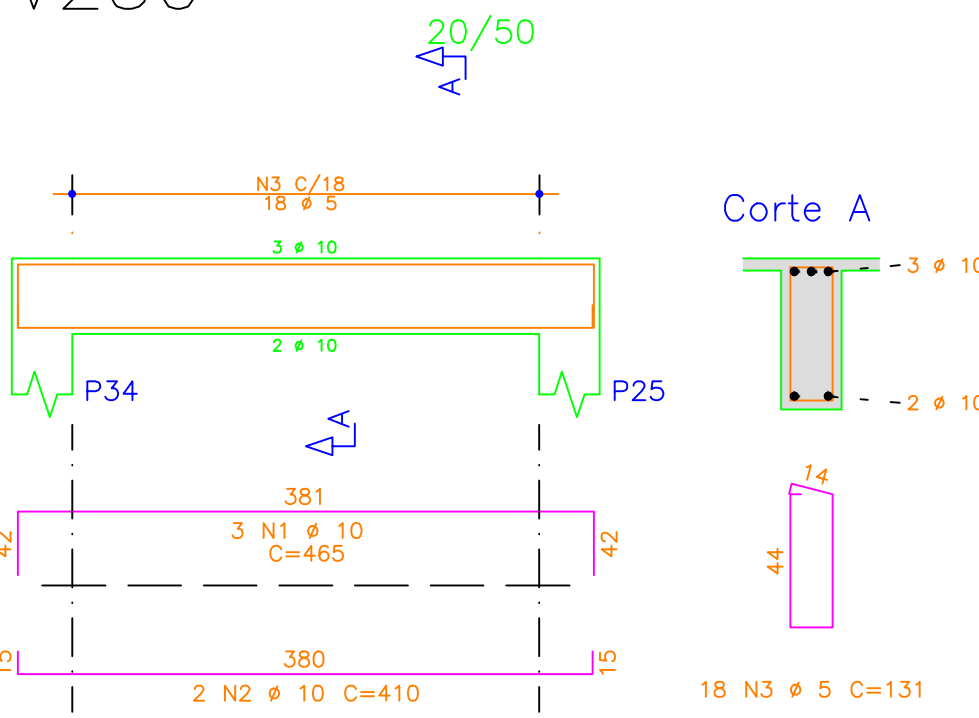 20/50
A
N3 C/18
18 ø 5
Corte A
3 ø 10
3 ø 10
2 ø 10
2 ø 10
P34
P25
A
381
42
3 N1 ø 10
42
C=465
14
44
15
380
15
2 N2 ø 10 C=410
18 N3 ø 5 C=131